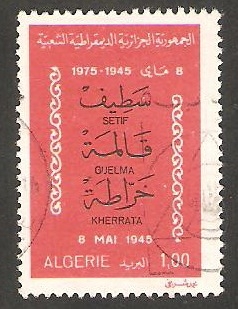 الجمهورية الجزائرية الديمقراطية الشعبية
8 ماي 1945-1975
سطيف
SETIF
قالمة
GUELMA
خراطة
KHERRATA
8 MAI 1945
ALGERIE البريد 1.00